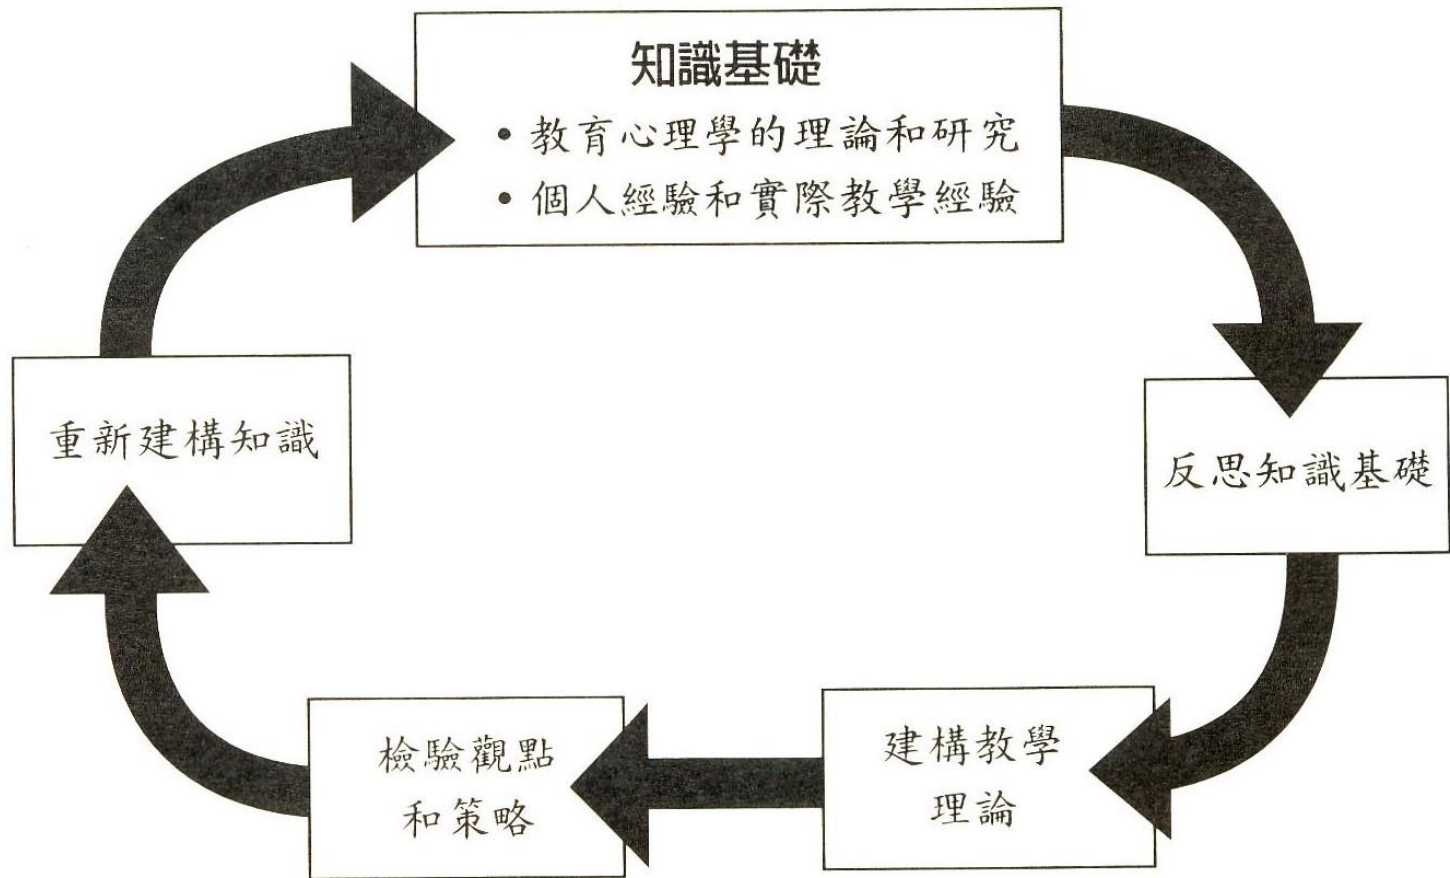 知識基礎
• 教育心理學的理論和研究
• 個人經驗和實際教學經驗
反思知識基礎
建構教學
理論
檢驗觀點
和策略
重新建構知識